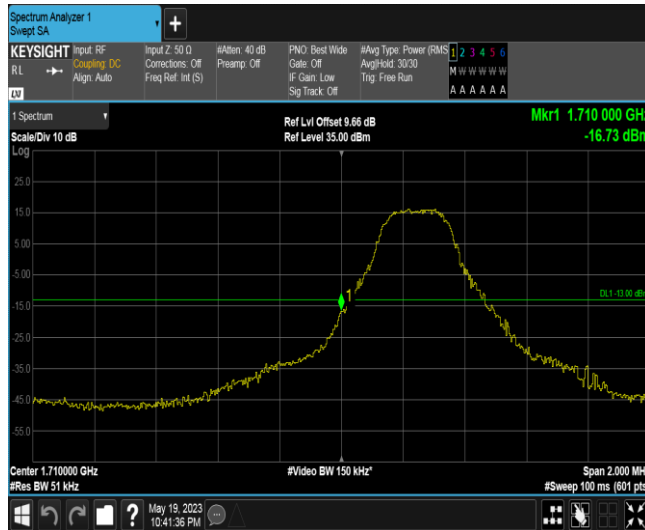 Spectrum Analyzer 1
Swept SA
+
KEYSIGHT
RL
LXI
Input: RF
Coupling: DC
Align: Auto
Input Z: 50 Ω
Corrections: Off
Freq Ref: Int (S)
#Atten: 40 dB
Preamp: Off
PNO: Best Wide
Gate: Off
IF Gain: Low
Sig Track: Off
#Avg Type: Power (RMS
Avg|Hold: 30/30
Trig: Free Run
1 2 3 4 5 6
M W W W W W
A A A A A A
1 Spectrum
Scale/Div 10 dB
Log
Ref Lvl Offset 9.66 dB
Ref Level 35.00 dBm
Mkr1 1.710 000 GH
-16.73 dBm
25.0
15.0
5.00
-5.00
-15.0
-25.0
-35.0
-45.0
-55.0
1
DL1 -13.00 dB
Center 1.710000 GHz
#Res BW 51 kHz
#Video BW 150 kHz*
Span 2.000 MH
#Sweep 100 ms (601 pts
?
May 19, 2023
10:41:36 PM